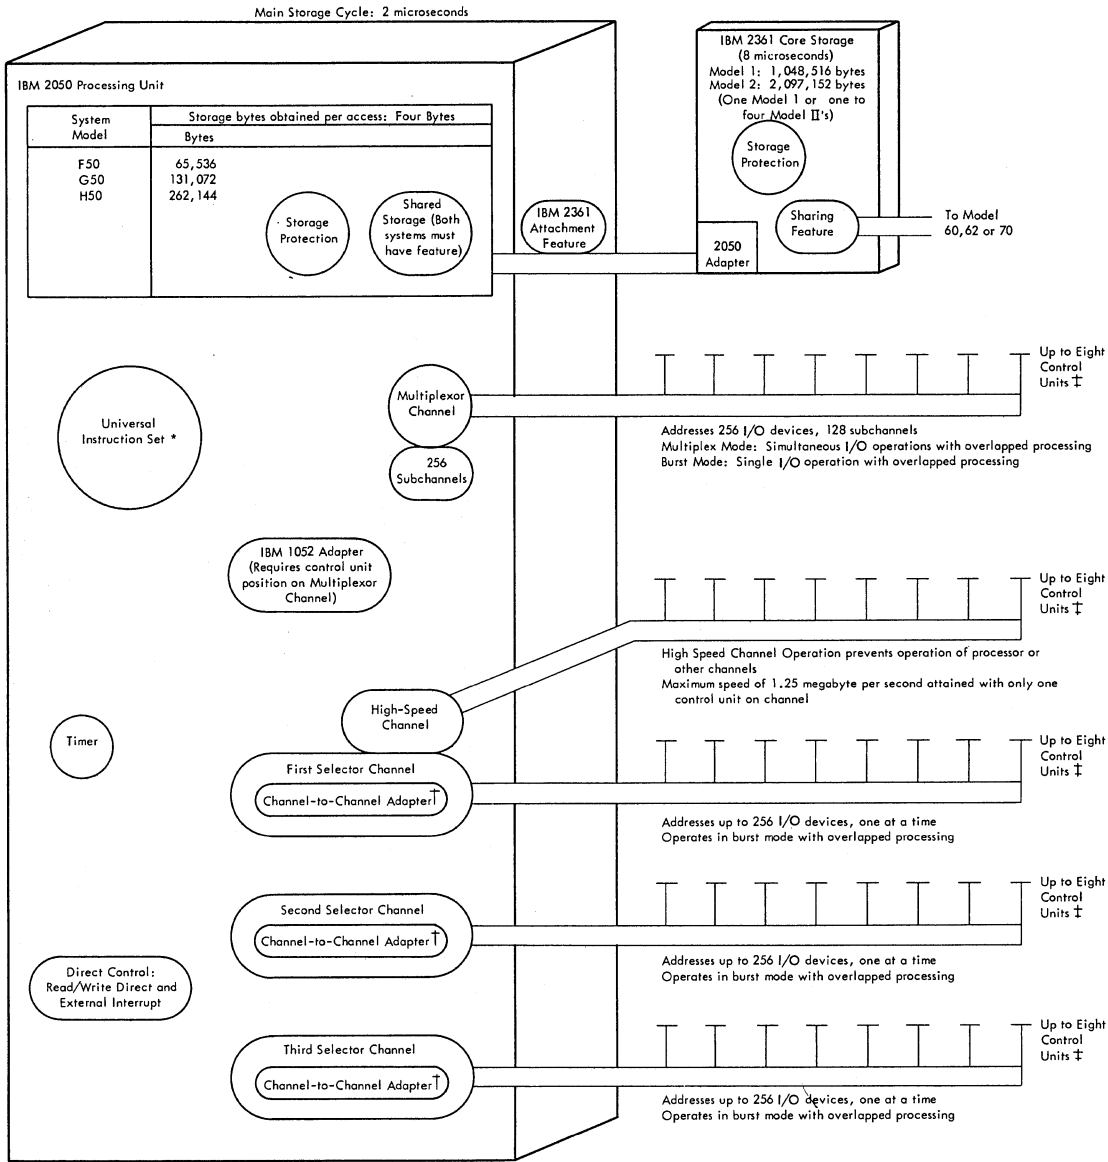 Main Storage Cycle: 2 microseconds
IBM 2050 Processing Unit
System
Model
Storage bytes obtained per access: Four Bytes
Bytes
F50 65,536
G50 131,072
H50 262,144
Storage
Protection
Shared
Storage (Both
systems must
have feature)
IBM 2361
Attachment
Feature
IBM 2361 Core Storage
(8 microseconds)
Model 1: 1,048,516 bytes
Model 2: 2,097,152 bytes
(One Model 1 or one to
four Model II's)
Storage
Protection
Sharing
Feature
2050
Adapter
To Model
60,62 or 70
Universal
Instruction Set *
Multiplexor
Channel
256
Subchannels
Up to Eight
Control
Units ‡
Addresses 256 I/O devices, 128 subchannels
Multiplex Mode: Simultaneous I/O operations with overlapped processing
Burst Mode: Single I/O operation with overlapped processing
IBM 1052 Adapter
(Requires control unit
position on Multiplexor
Channel)
Up to Eight
Control
Units ‡
High Speed Channel Operation prevents operation of processor or
other channels
Maximum speed of 1.25 megabyte per second attained with only one
control unit on channel
High-Speed
Channel
Timer
First Selector Channel
Channel-to-Channel Adapter†
Up to Eight
Control
Units ‡
Addresses up to 256 I/O devices, one at a time
Operates in burst mode with overlapped processing
Second Selector Channel
Channel-to-Channel Adapter†
Up to Eight
Control
Units ‡
Addresses up to 256 I/O devices, one at a time
Operates in burst mode with overlapped processing
Direct Control:
Read/Write Direct and
External Interrupt
Third Selector Channel
Channel-to-Channel Adapter†
Up to Eight
Control
Units ‡
Addresses up to 256 I/O devices, one at a time
Operates in burst mode with overlapped processing